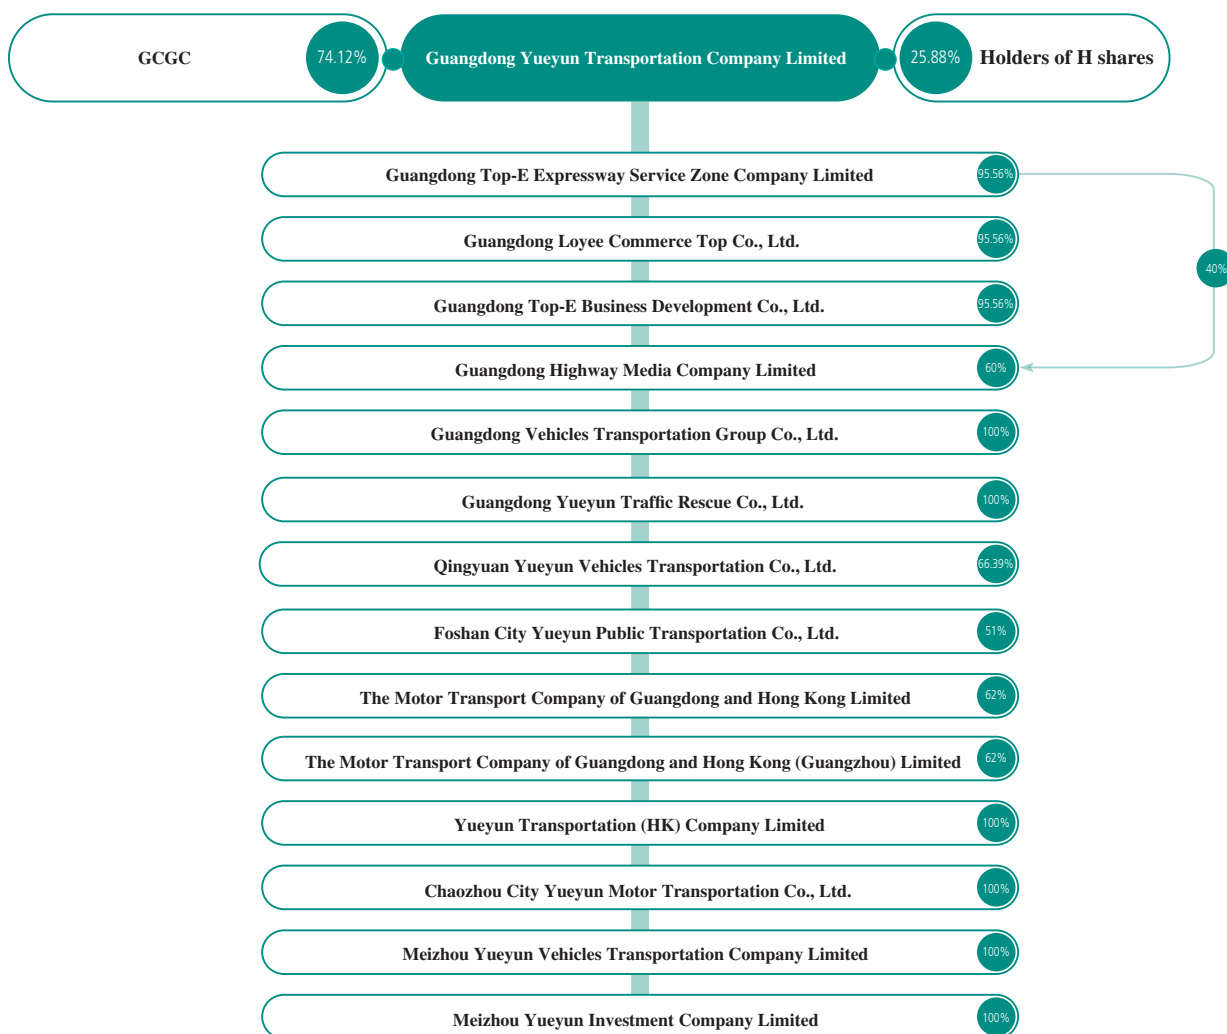 GCGC
74.12%
Guangdong Yueyun Transportation Company Limited
25.88%
Holders of H shares
Guangdong Top-E Expressway Service Zone Company Limited
95.56%
Guangdong Loyee Commerce Top Co., Ltd.
95.56%
40%
Guangdong Top-E Business Development Co., Ltd.
95.56%
Guangdong Highway Media Company Limited
60%
Guangdong Vehicles Transportation Group Co., Ltd.
100%
Guangdong Yueyun Traffic Rescue Co., Ltd.
100%
Qingyuan Yueyun Vehicles Transportation Co., Ltd.
66.39%
Foshan City Yueyun Public Transportation Co., Ltd.
51%
The Motor Transport Company of Guangdong and Hong Kong Limited
62%
The Motor Transport Company of Guangdong and Hong Kong (Guangzhou) Limited
62%
Yueyun Transportation (HK) Company Limited
100%
Chaozhou City Yueyun Motor Transportation Co., Ltd.
100%
Meizhou Yueyun Vehicles Transportation Company Limited
100%
Meizhou Yueyun Investment Company Limited
100%